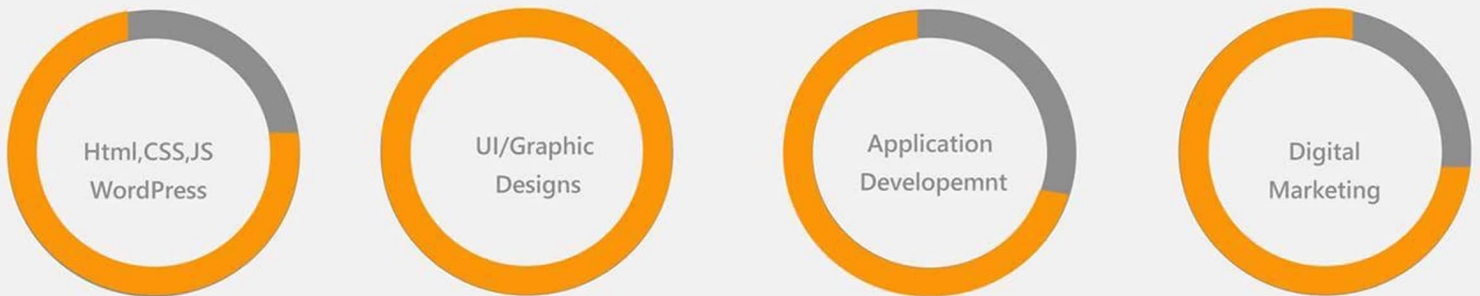 Html,CSS,JS
WordPress
UI/Graphic
Designs
Application
Developemnt
Digital
Marketing